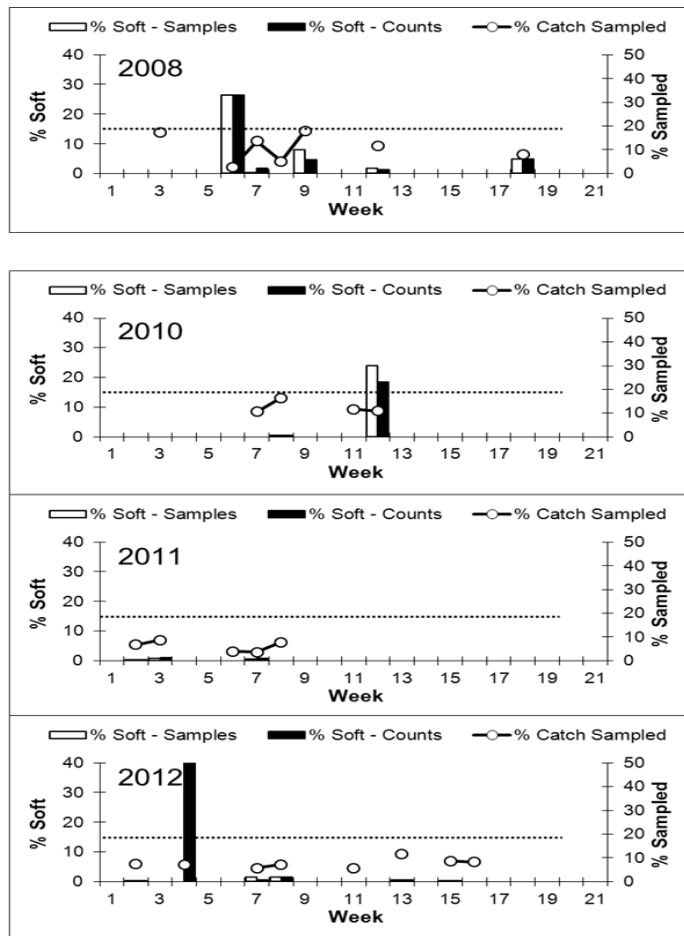 % Soft - Samples % Soft - Counts % Catch Sampled
40 2008 50
30 40
% Soft 20 30 % Sampled
10 20
0 10
0
1 3 5 7 9 11 13 15 17 19 21
Week
% Soft - Samples % Soft - Counts % Catch Sampled
40 2010 50
30 40
% Soft 20 30 % Sampled
10 20
0 10
0
1 3 5 7 9 11 13 15 17 19 21
Week
% Soft - Samples % Soft - Counts % Catch Sampled
40 2011 50
30 40
% Soft 20 30 % Sampled
10 20
0 10
0
1 3 5 7 9 11 13 15 17 19 21
Week
% Soft - Samples % Soft - Counts % Catch Sampled
40 2012 50
30 40
% Soft 20 30 % Sampled
10 20
0 10
0
1 3 5 7 9 11 13 15 17 19 21
Week